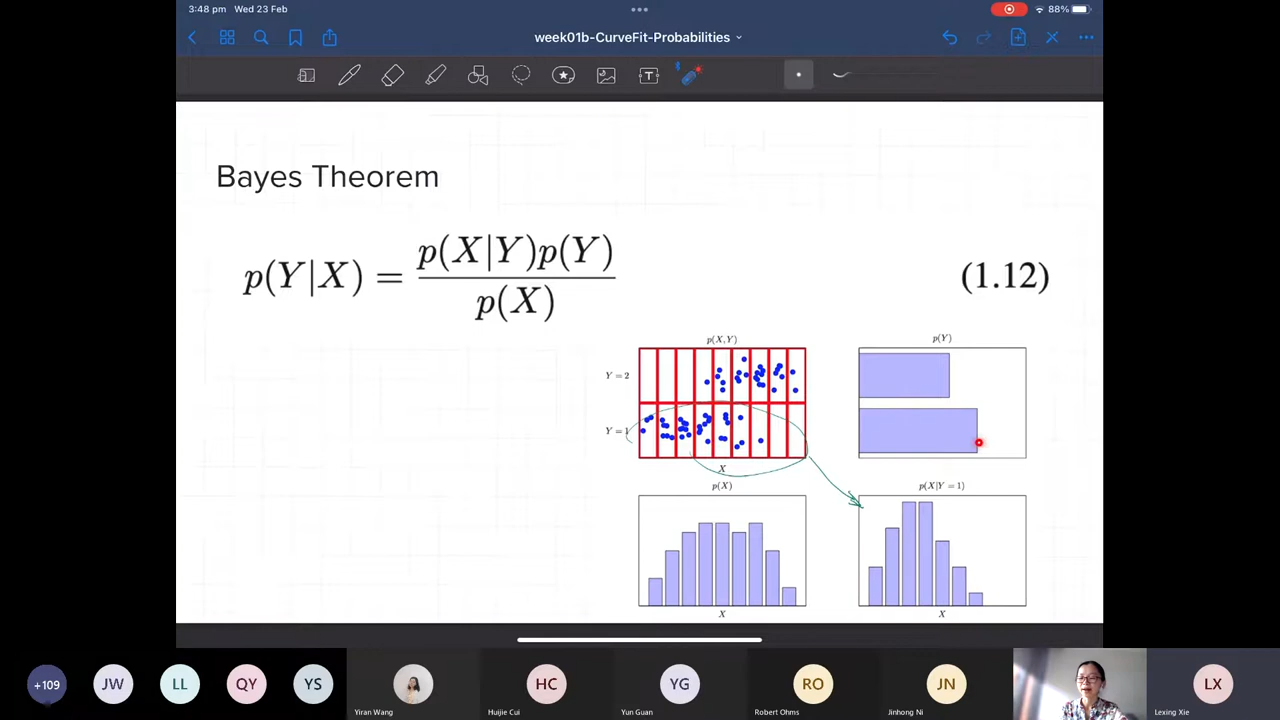 3:48 pm Wed 23 Feb
88%
week01b-CurveFit-Probabilities
T
Bayes Theorem
p(Y|X) = p(X|Y)p(Y) / p(X) (1.12)
p(X, Y)
p(Y)
Y = 2
Y = 1
X
p(X)
p(X|Y = 1)
X
X
+109
JW
LL
QY
YS
HC
YG
RO
JN
LX
Yiran Wang
Huijie Cui
Yun Guan
Robert Ohms
Jinhong Ni
Lexing Xie